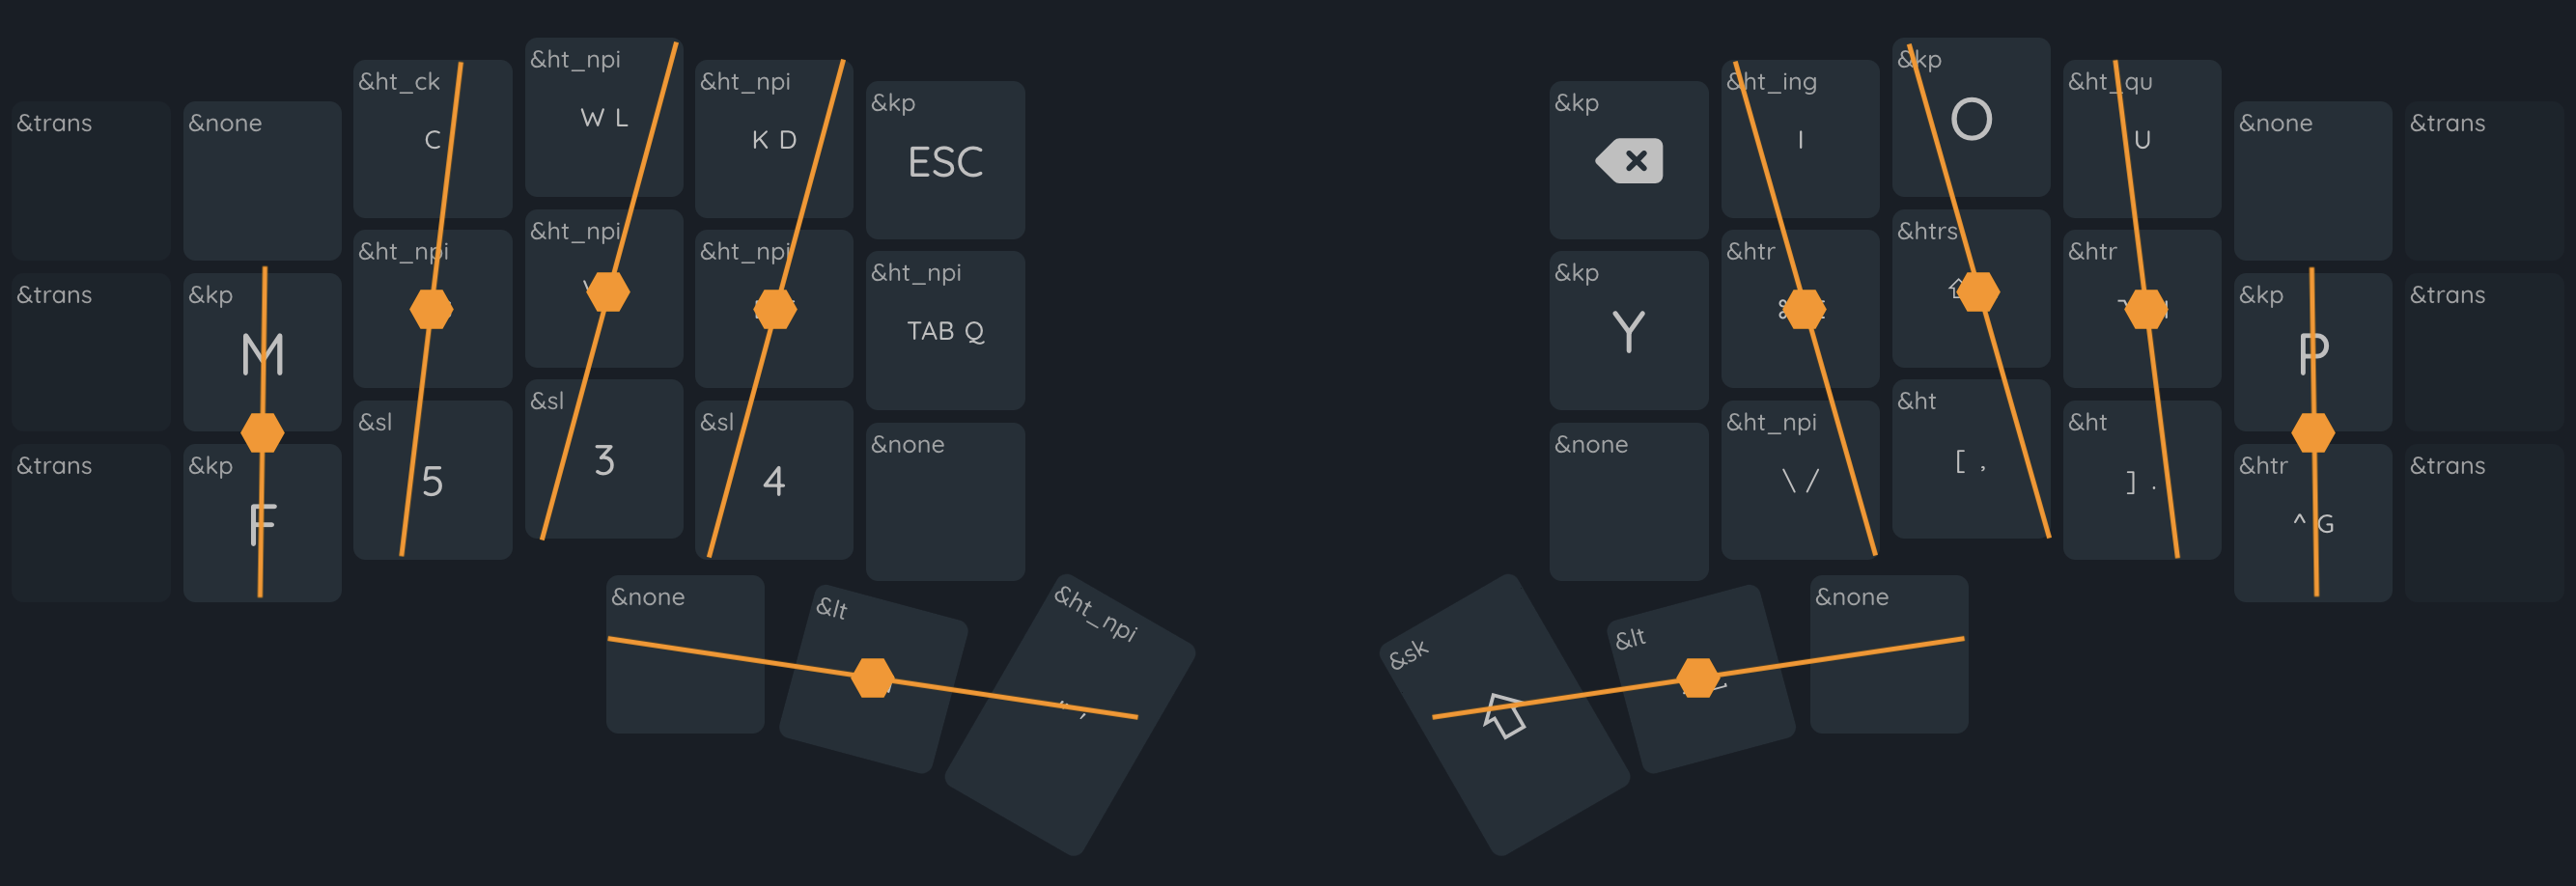 &trans
&none
&ht_ck
C
&ht_npi
W L
&ht_npi
K D
&kp
ESC
&kp
&ht_ing
I
&kp
O
&ht_qu
U
&none
&trans
&trans
&kp
M
&ht_npi
&ht_npi
&ht_npi
&ht_npi
TAB Q
&kp
Y
&htr
&htrs
&htr
&kp
P
&trans
&trans
&kp
F
&sl
5
&sl
3
&sl
4
&none
&none
&ht_npi
\ /
&ht
[ ,
&ht
] .
&htr
^ G
&trans
&none
&lt
&ht_npi
&sk
&lt
&none